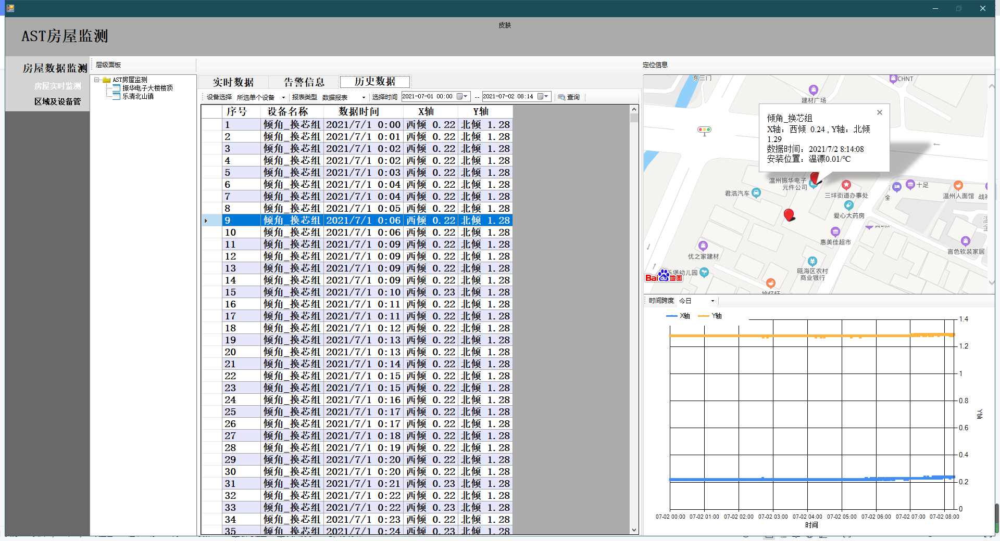 皮肤
AST房屋监测
房屋数据监测
房屋实时监测
区域及设备管
层级面板
AST房屋监测
振华电子大楼楼顶
乐清北山镇
实时数据 告警信息 历史数据
设备选择 所选单个设备 报表类型 数据报表 选择时间 2021-07-01 00:00 -- 2021-07-02 08:14 查询
序号 设备名称 数据时间 X轴 Y轴
1 倾角_换芯组 2021/7/1 0:00 西倾 0.22 北倾 1.28
2 倾角_换芯组 2021/7/1 0:01 西倾 0.22 北倾 1.28
3 倾角_换芯组 2021/7/1 0:02 西倾 0.22 北倾 1.28
4 倾角_换芯组 2021/7/1 0:02 西倾 0.22 北倾 1.28
5 倾角_换芯组 2021/7/1 0:03 西倾 0.22 北倾 1.28
6 倾角_换芯组 2021/7/1 0:04 西倾 0.22 北倾 1.28
7 倾角_换芯组 2021/7/1 0:04 西倾 0.22 北倾 1.28
8 倾角_换芯组 2021/7/1 0:05 西倾 0.22 北倾 1.28
9 倾角_换芯组 2021/7/1 0:06 西倾 0.22 北倾 1.28
10 倾角_换芯组 2021/7/1 0:06 西倾 0.22 北倾 1.28
11 倾角_换芯组 2021/7/1 0:09 西倾 0.22 北倾 1.28
12 倾角_换芯组 2021/7/1 0:09 西倾 0.22 北倾 1.28
13 倾角_换芯组 2021/7/1 0:09 西倾 0.22 北倾 1.28
14 倾角_换芯组 2021/7/1 0:09 西倾 0.22 北倾 1.28
15 倾角_换芯组 2021/7/1 0:10 西倾 0.23 北倾 1.28
16 倾角_换芯组 2021/7/1 0:11 西倾 0.22 北倾 1.28
17 倾角_换芯组 2021/7/1 0:11 西倾 0.22 北倾 1.28
18 倾角_换芯组 2021/7/1 0:12 西倾 0.22 北倾 1.28
19 倾角_换芯组 2021/7/1 0:13 西倾 0.22 北倾 1.28
20 倾角_换芯组 2021/7/1 0:13 西倾 0.22 北倾 1.28
21 倾角_换芯组 2021/7/1 0:14 西倾 0.22 北倾 1.28
22 倾角_换芯组 2021/7/1 0:15 西倾 0.22 北倾 1.28
23 倾角_换芯组 2021/7/1 0:15 西倾 0.22 北倾 1.28
24 倾角_换芯组 2021/7/1 0:16 西倾 0.22 北倾 1.28
25 倾角_换芯组 2021/7/1 0:17 西倾 0.22 北倾 1.28
26 倾角_换芯组 2021/7/1 0:17 西倾 0.22 北倾 1.28
27 倾角_换芯组 2021/7/1 0:18 西倾 0.22 北倾 1.28
28 倾角_换芯组 2021/7/1 0:19 西倾 0.22 北倾 1.28
29 倾角_换芯组 2021/7/1 0:20 西倾 0.22 北倾 1.28
30 倾角_换芯组 2021/7/1 0:20 西倾 0.22 北倾 1.28
31 倾角_换芯组 2021/7/1 0:21 西倾 0.23 北倾 1.28
32 倾角_换芯组 2021/7/1 0:22 西倾 0.22 北倾 1.28
33 倾角_换芯组 2021/7/1 0:22 西倾 0.23 北倾 1.28
34 倾角_换芯组 2021/7/1 0:23 西倾 0.22 北倾 1.28
35 倾角_换芯组 2021/7/1 0:24 西倾 0.23 北倾 1.28
定位信息
东三门
CHNT
建材广场
倾角_换芯组
X轴：西倾 0.24 , Y轴：北倾
1.29
数据时间：2021/7/2 8:14:08
安装位置：温漂0.01/℃
温州振华电子
元件公司
君浩汽车
三垟街道办事处
十足
全
温州人面馆
爱心大药房
惠美佳超市
优之家建材
言色软装家居
瓯海区农村
商业银行
堡幼儿园
Bai du 地图
时间跨度 今日
X轴 Y轴
1.4
1.2
1
0.8
0.6
0.4
0.2
0
Y轴
07-02 00:00 07-02 01:00 07-02 02:00 07-02 03:00 07-02 04:00 07-02 05:00 07-02 06:00 07-02 07:00 07-02 08:00
时间